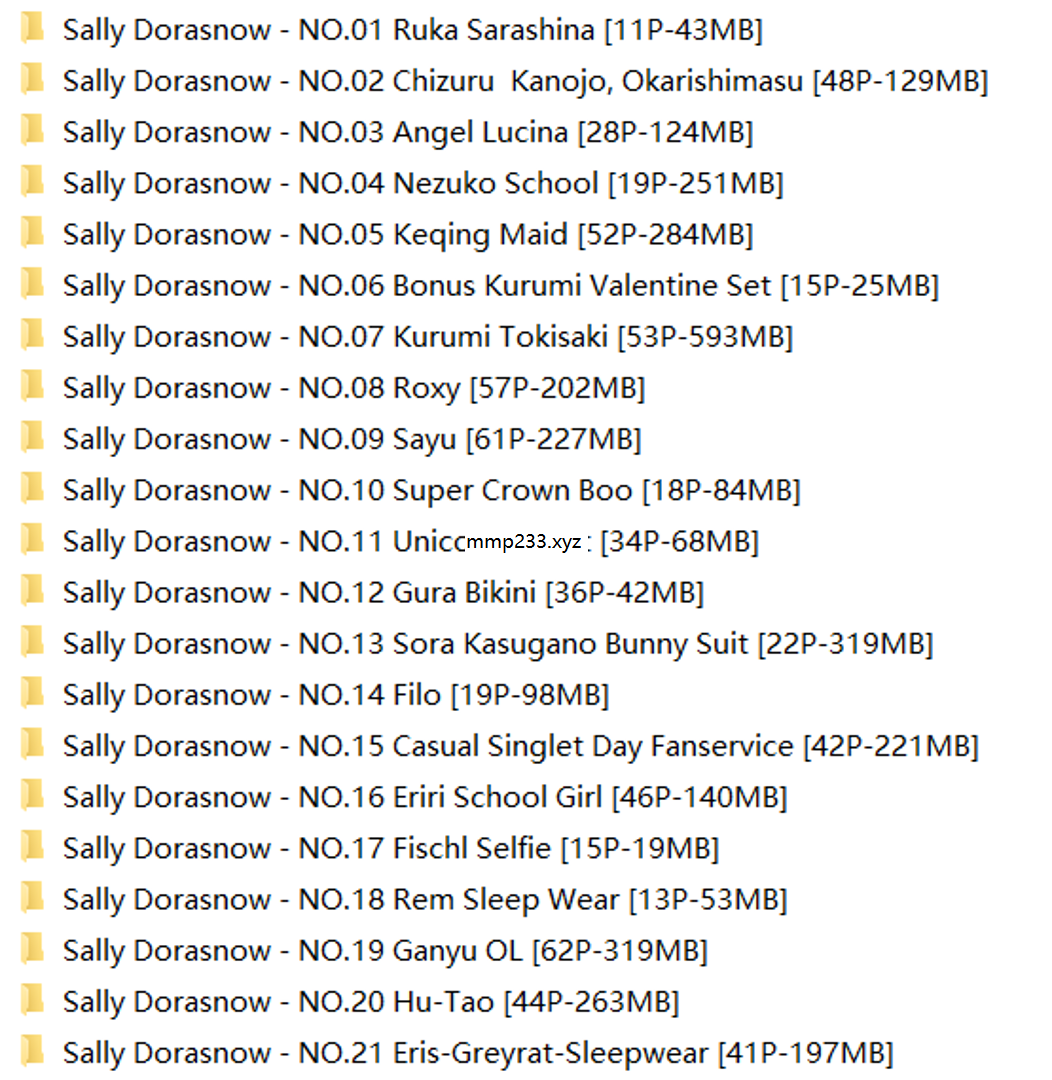 Sally Dorasnow - NO.01 Ruka Sarashina [11P-43MB]
Sally Dorasnow - NO.02 Chizuru  Kanojo, Okarishimasu [48P-129MB]
Sally Dorasnow - NO.03 Angel Lucina [28P-124MB]
Sally Dorasnow - NO.04 Nezuko School [19P-251MB]
Sally Dorasnow - NO.05 Keqing Maid [52P-284MB]
Sally Dorasnow - NO.06 Bonus Kurumi Valentine Set [15P-25MB]
Sally Dorasnow - NO.07 Kurumi Tokisaki [53P-593MB]
Sally Dorasnow - NO.08 Roxy [57P-202MB]
Sally Dorasnow - NO.09 Sayu [61P-227MB]
Sally Dorasnow - NO.10 Super Crown Boo [18P-84MB]
Sally Dorasnow - NO.11 mmp233.xyz [34P-68MB]
Sally Dorasnow - NO.12 Gura Bikini [36P-42MB]
Sally Dorasnow - NO.13 Sora Kasugano Bunny Suit [22P-319MB]
Sally Dorasnow - NO.14 Filo [19P-98MB]
Sally Dorasnow - NO.15 Casual Singlet Day Fanservice [42P-221MB]
Sally Dorasnow - NO.16 Eriri School Girl [46P-140MB]
Sally Dorasnow - NO.17 Fischl Selfie [15P-19MB]
Sally Dorasnow - NO.18 Rem Sleep Wear [13P-53MB]
Sally Dorasnow - NO.19 Ganyu OL [62P-319MB]
Sally Dorasnow - NO.20 Hu-Tao [44P-263MB]
Sally Dorasnow - NO.21 Eris-Greyrat-Sleepwear [41P-197MB]